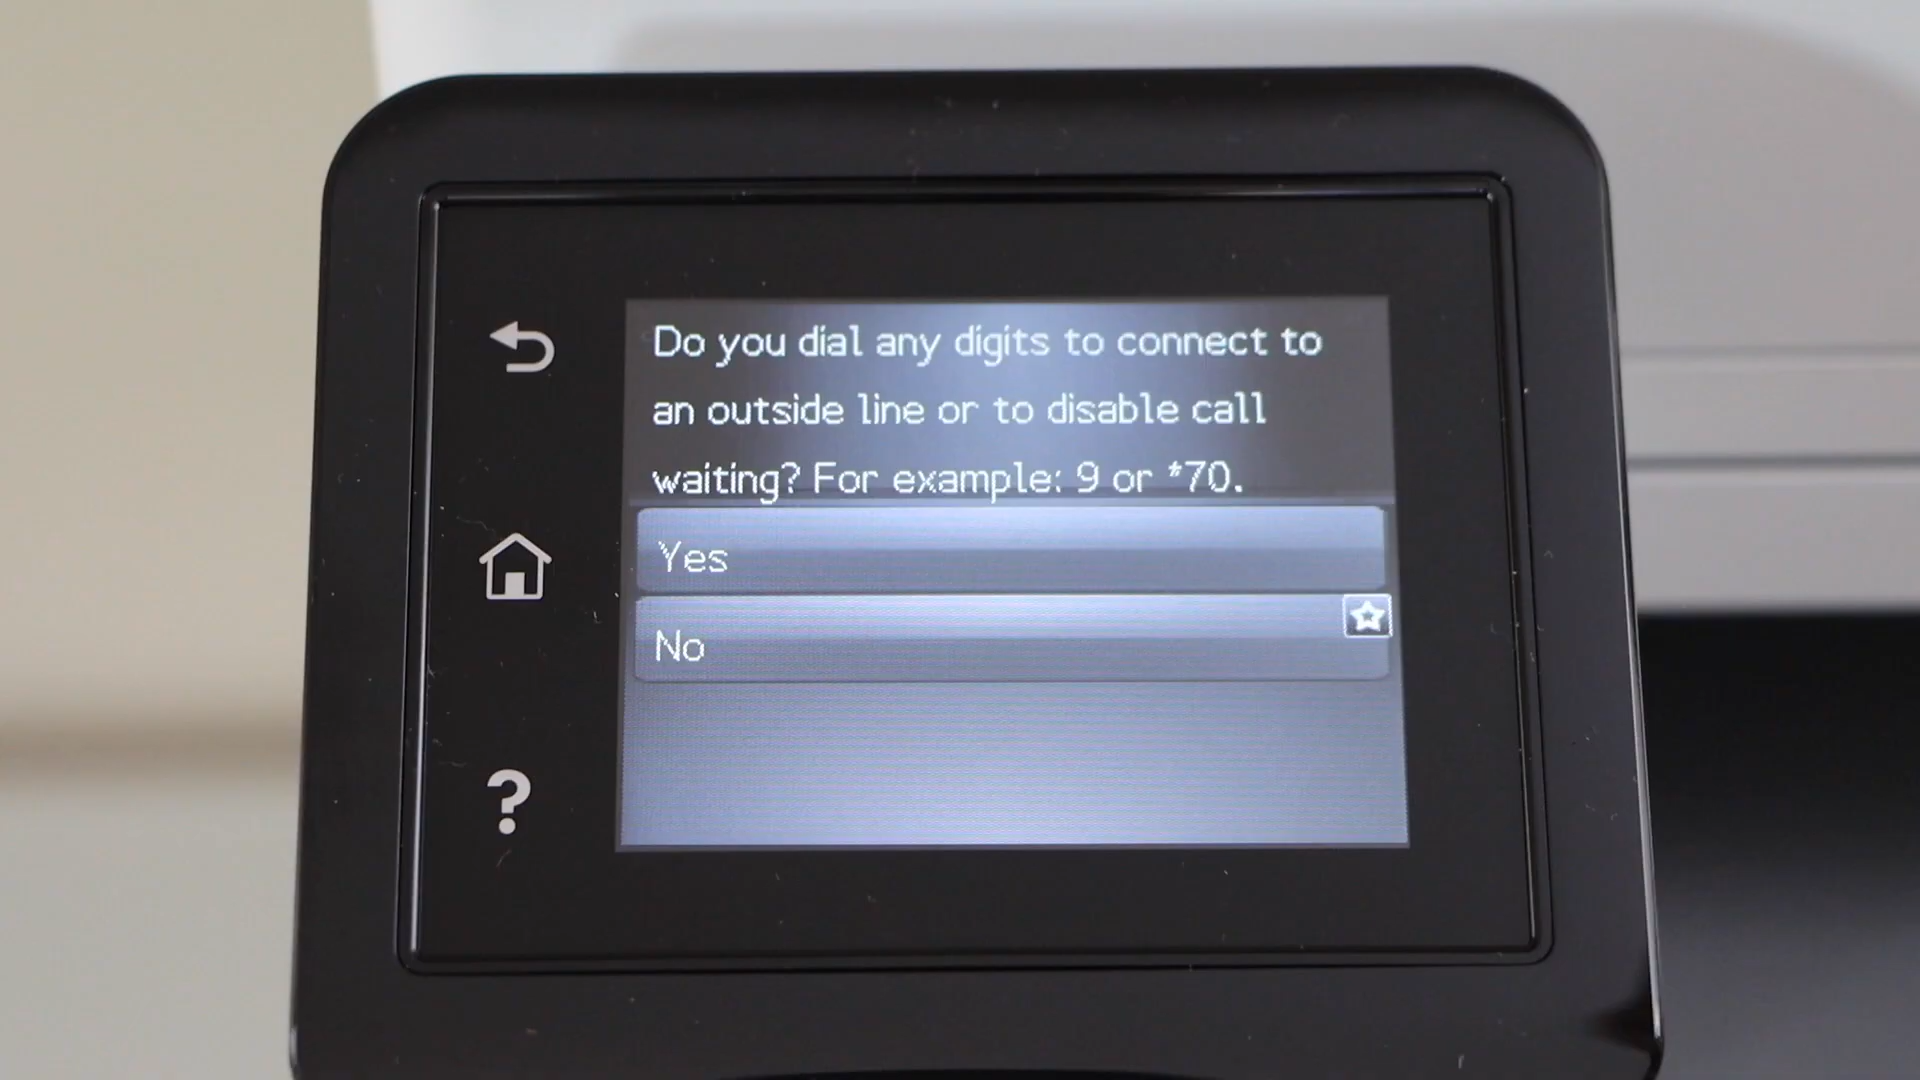 Do you dial any digits to connect to
an outside line or to disable call
waiting? For example: 9 or *70.
Yes
No